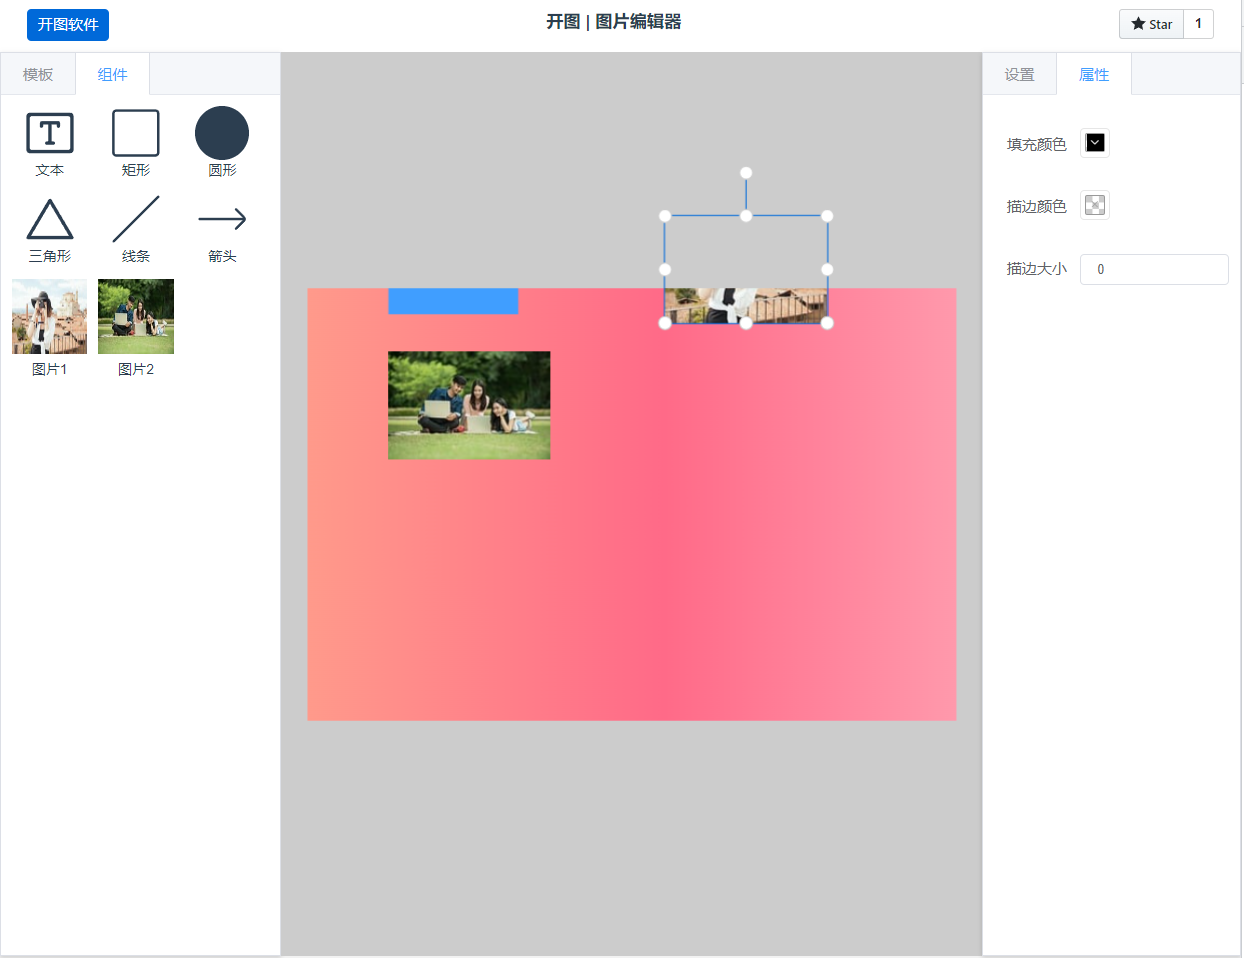 开图软件
开图 | 图片编辑器
Star 1
模板 组件
设置 属性
T
文本 矩形 圆形
三角形 线条 箭头
图片1 图片2
填充颜色
描边颜色
描边大小 0